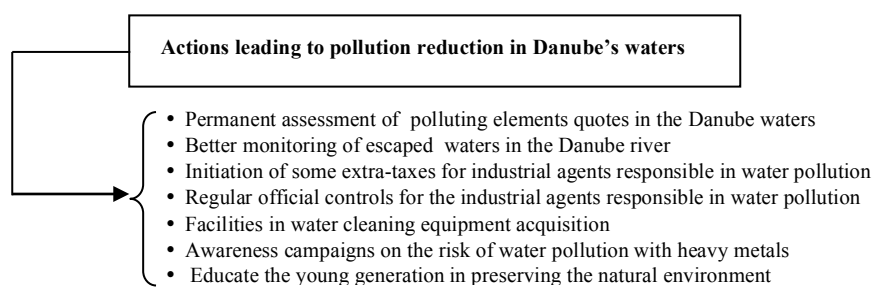 Actions leading to pollution reduction in Danube’s waters
• Permanent assessment of polluting elements quotes in the Danube waters
• Better monitoring of escaped waters in the Danube river
• Initiation of some extra-taxes for industrial agents responsible in water pollution
• Regular official controls for the industrial agents responsible in water pollution
• Facilities in water cleaning equipment acquisition
• Awareness campaigns on the risk of water pollution with heavy metals
• Educate the young generation in preserving the natural environment